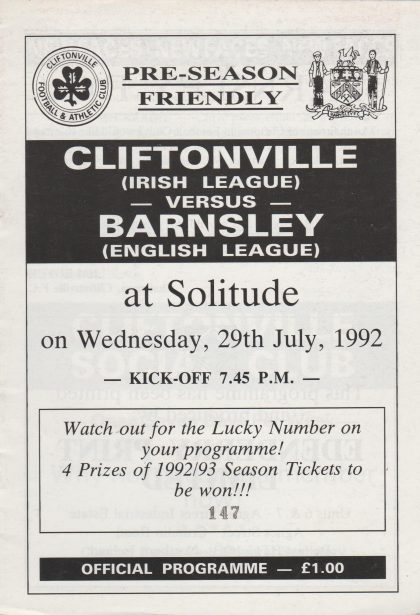 CLIFTONVILLE
FOOTBALL & ATHLETIC CLUB
PRE-SEASON
FRIENDLY
CLIFTONVILLE
(IRISH LEAGUE)
— VERSUS —
BARNSLEY
(ENGLISH LEAGUE)
at Solitude
on Wednesday, 29th July, 1992
— KICK-OFF 7.45 P.M. —
Watch out for the Lucky Number on
your programme!
4 Prizes of 1992/93 Season Tickets to
be won!!!
147
OFFICIAL PROGRAMME — £1.00